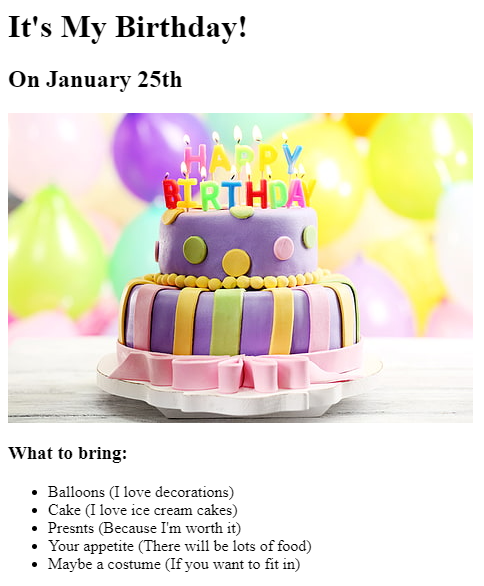 It's My Birthday!
On January 25th
HAPPY
BIRTHDAY
What to bring:
Balloons (I love decorations)
Cake (I love ice cream cakes)
Presnts (Because I'm worth it)
Your appetite (There will be lots of food)
Maybe a costume (If you want to fit in)